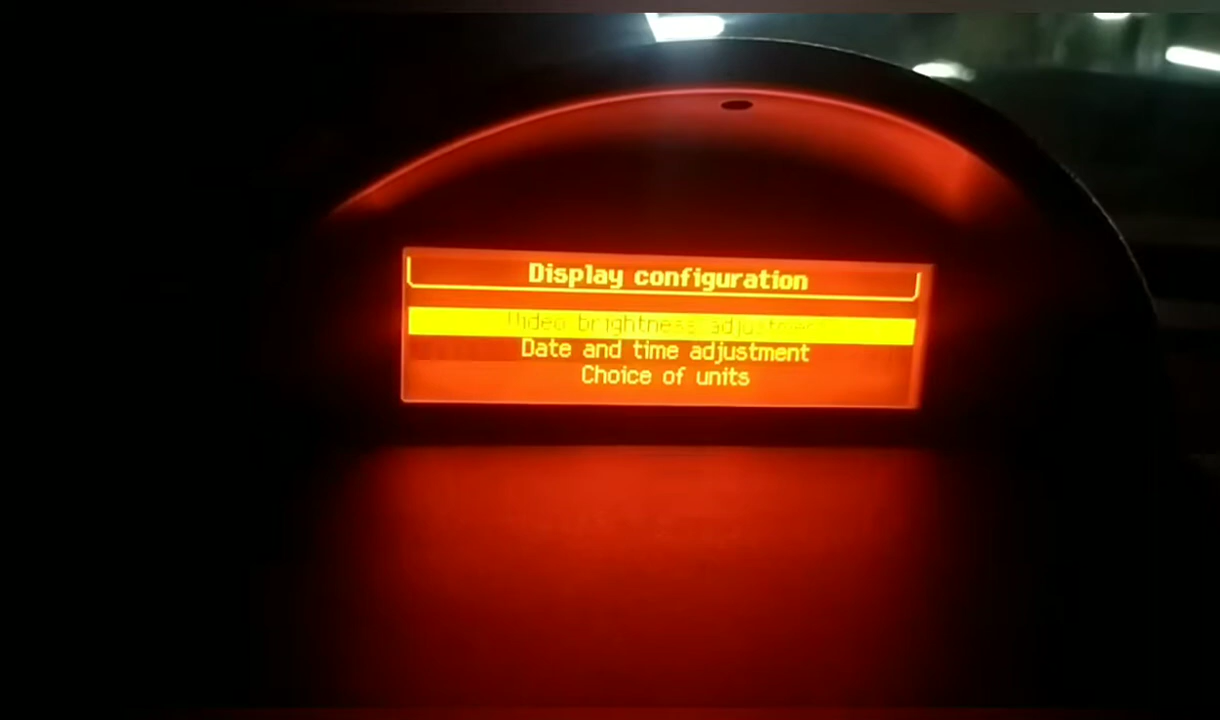 Display configuration
Video brightness adjustment
Date and time adjustment
Choice of units